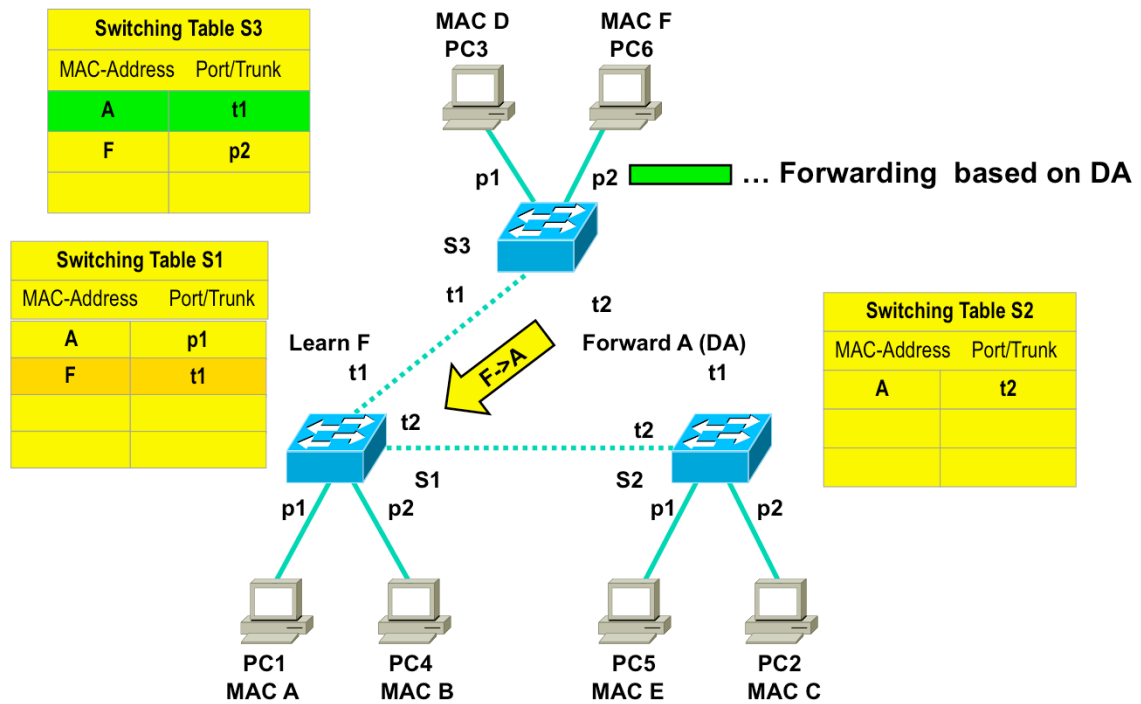 Switching Table S3
MAC-Address Port/Trunk
A t1
F p2
MAC D
PC3
MAC F
PC6
p1
p2
... Forwarding based on DA
S3
t1
t2
Switching Table S1
MAC-Address Port/Trunk
A p1
F t1
Learn F
t1
F->A
Forward A (DA)
t1
Switching Table S2
MAC-Address Port/Trunk
A t2
t2
t2
S1
S2
p1
p2
p1
p2
PC1
MAC A
PC4
MAC B
PC5
MAC E
PC2
MAC C